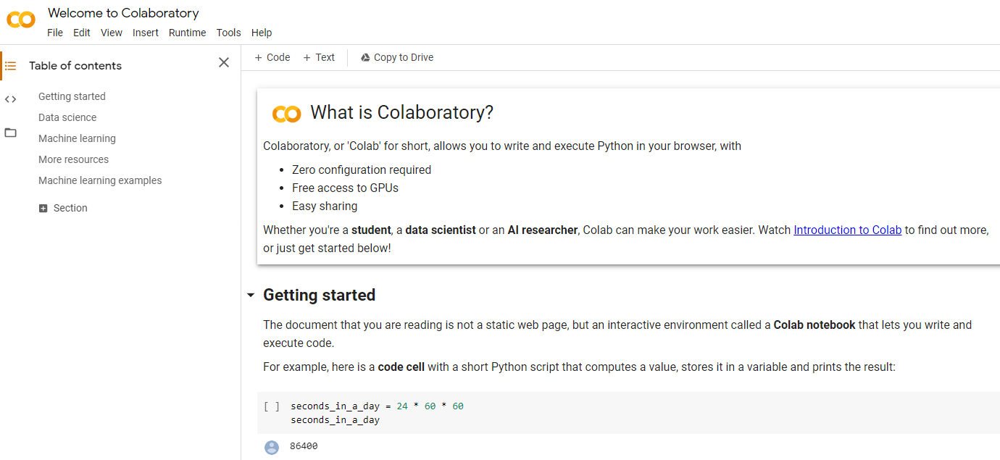 Welcome to Colaboratory
File Edit View Insert Runtime Tools Help
Table of contents
Getting started
Data science
Machine learning
More resources
Machine learning examples
Section
+ Code + Text Copy to Drive
What is Colaboratory?
Colaboratory, or 'Colab' for short, allows you to write and execute Python in your browser, with
• Zero configuration required
• Free access to GPUs
• Easy sharing
Whether you're a student, a data scientist or an AI researcher, Colab can make your work easier. Watch Introduction to Colab to find out more,
or just get started below!
Getting started
The document that you are reading is not a static web page, but an interactive environment called a Colab notebook that lets you write and
execute code.
For example, here is a code cell with a short Python script that computes a value, stores it in a variable and prints the result:
[ ] seconds_in_a_day = 24 * 60 * 60
seconds_in_a_day
86400